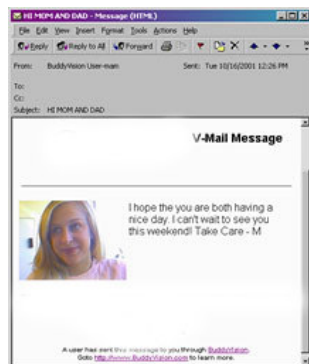 HI MOM AND DAD - Message (HTML)
File Edit View Insert Format Tools Actions Help
Reply Reply to All Forward
From: BuddyVision User-mam Sent: Tue 10/16/2001 12:26 PM
To:
Cc:
Subject: HI MOM AND DAD
V-Mail Message
I hope the you are both having a
nice day. I can't wait to see you
this weekend! Take Care - M
A user has sent this message to you through BuddyVision.
Goto http://www.BuddyVision.com to learn more.